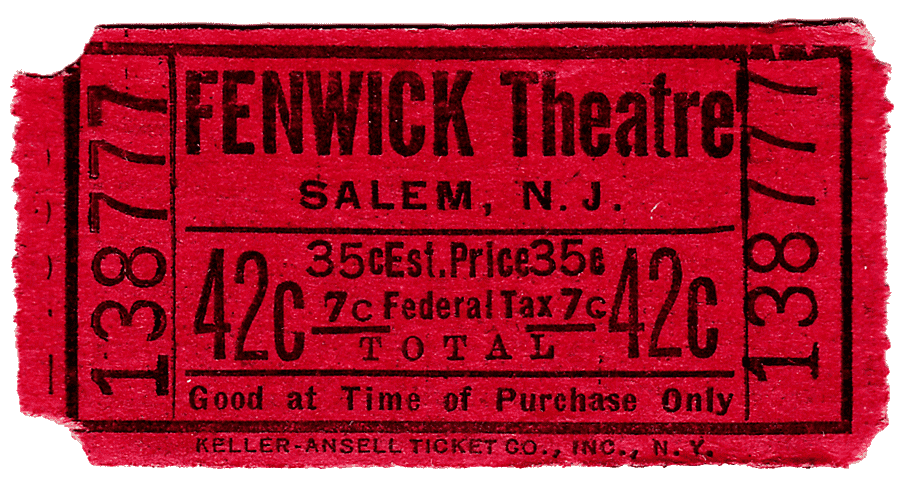 138777
FENWICK Theatre
SALEM, N. J.
42c
35c Est. Price 35c
7c Federal Tax 7c
TOTAL
42c
Good at Time of Purchase Only
138777
KELLER-ANSELL TICKET CO., INC., N. Y.